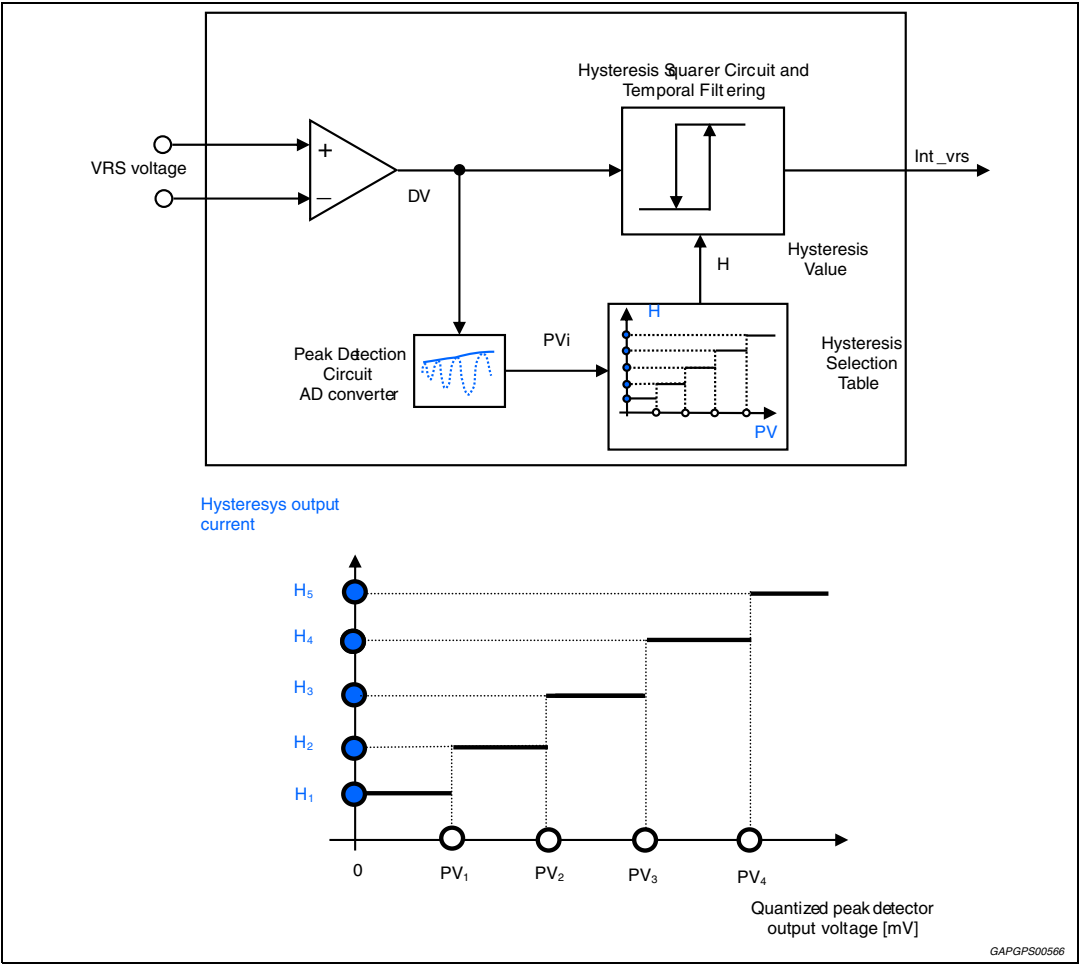 Hysteresis Squarer Circuit and
Temporal Filtering
VRS voltage
+
−
DV
Int_vrs
Hysteresis
Value
H
Peak Detection
Circuit
AD converter
PVi
H
PV
Hysteresis
Selection
Table
Hysteresys output
current
H5
H4
H3
H2
H1
0
PV1
PV2
PV3
PV4
Quantized peak detector
output voltage [mV]
GAPGPS00566